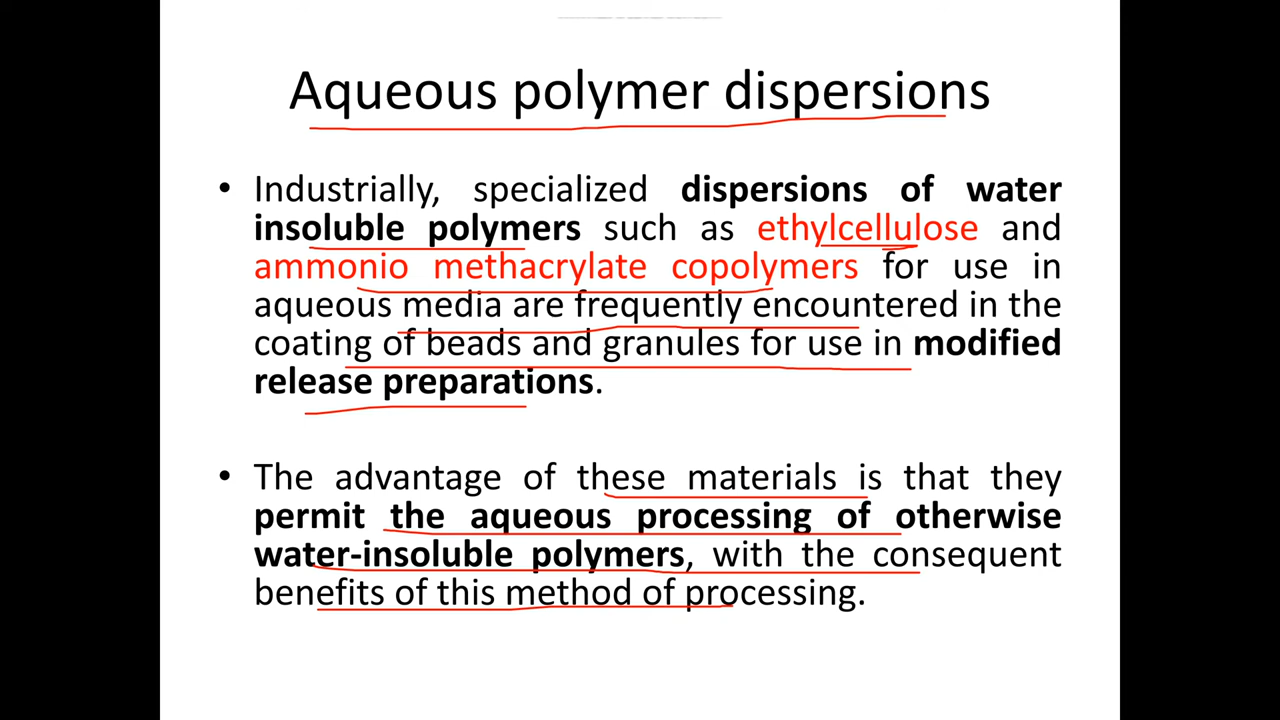 Aqueous polymer dispersions
• Industrially, specialized dispersions of water
insoluble polymers such as ethylcellulose and
ammonio methacrylate copolymers for use in
aqueous media are frequently encountered in the
coating of beads and granules for use in modified
release preparations.
• The advantage of these materials is that they
permit the aqueous processing of otherwise
water-insoluble polymers, with the consequent
benefits of this method of processing.